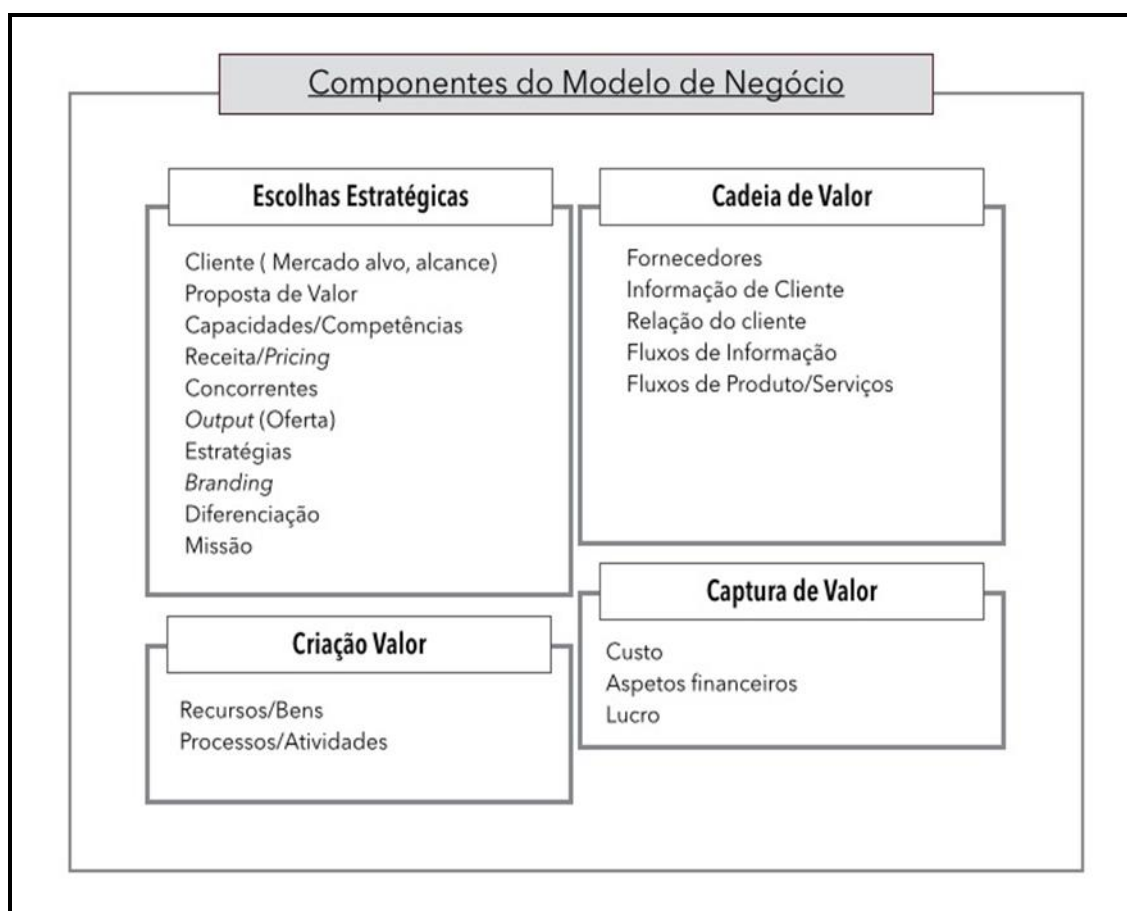 Componentes do Modelo de Negócio
Escolhas Estratégicas
Cliente ( Mercado alvo, alcance)
Proposta de Valor
Capacidades/Competências
Receita/Pricing
Concorrentes
Output (Oferta)
Estratégias
Branding
Diferenciação
Missão
Cadeia de Valor
Fornecedores
Informação de Cliente
Relação do cliente
Fluxos de Informação
Fluxos de Produto/Serviços
Criação Valor
Recursos/Bens
Processos/Atividades
Captura de Valor
Custo
Aspetos financeiros
Lucro